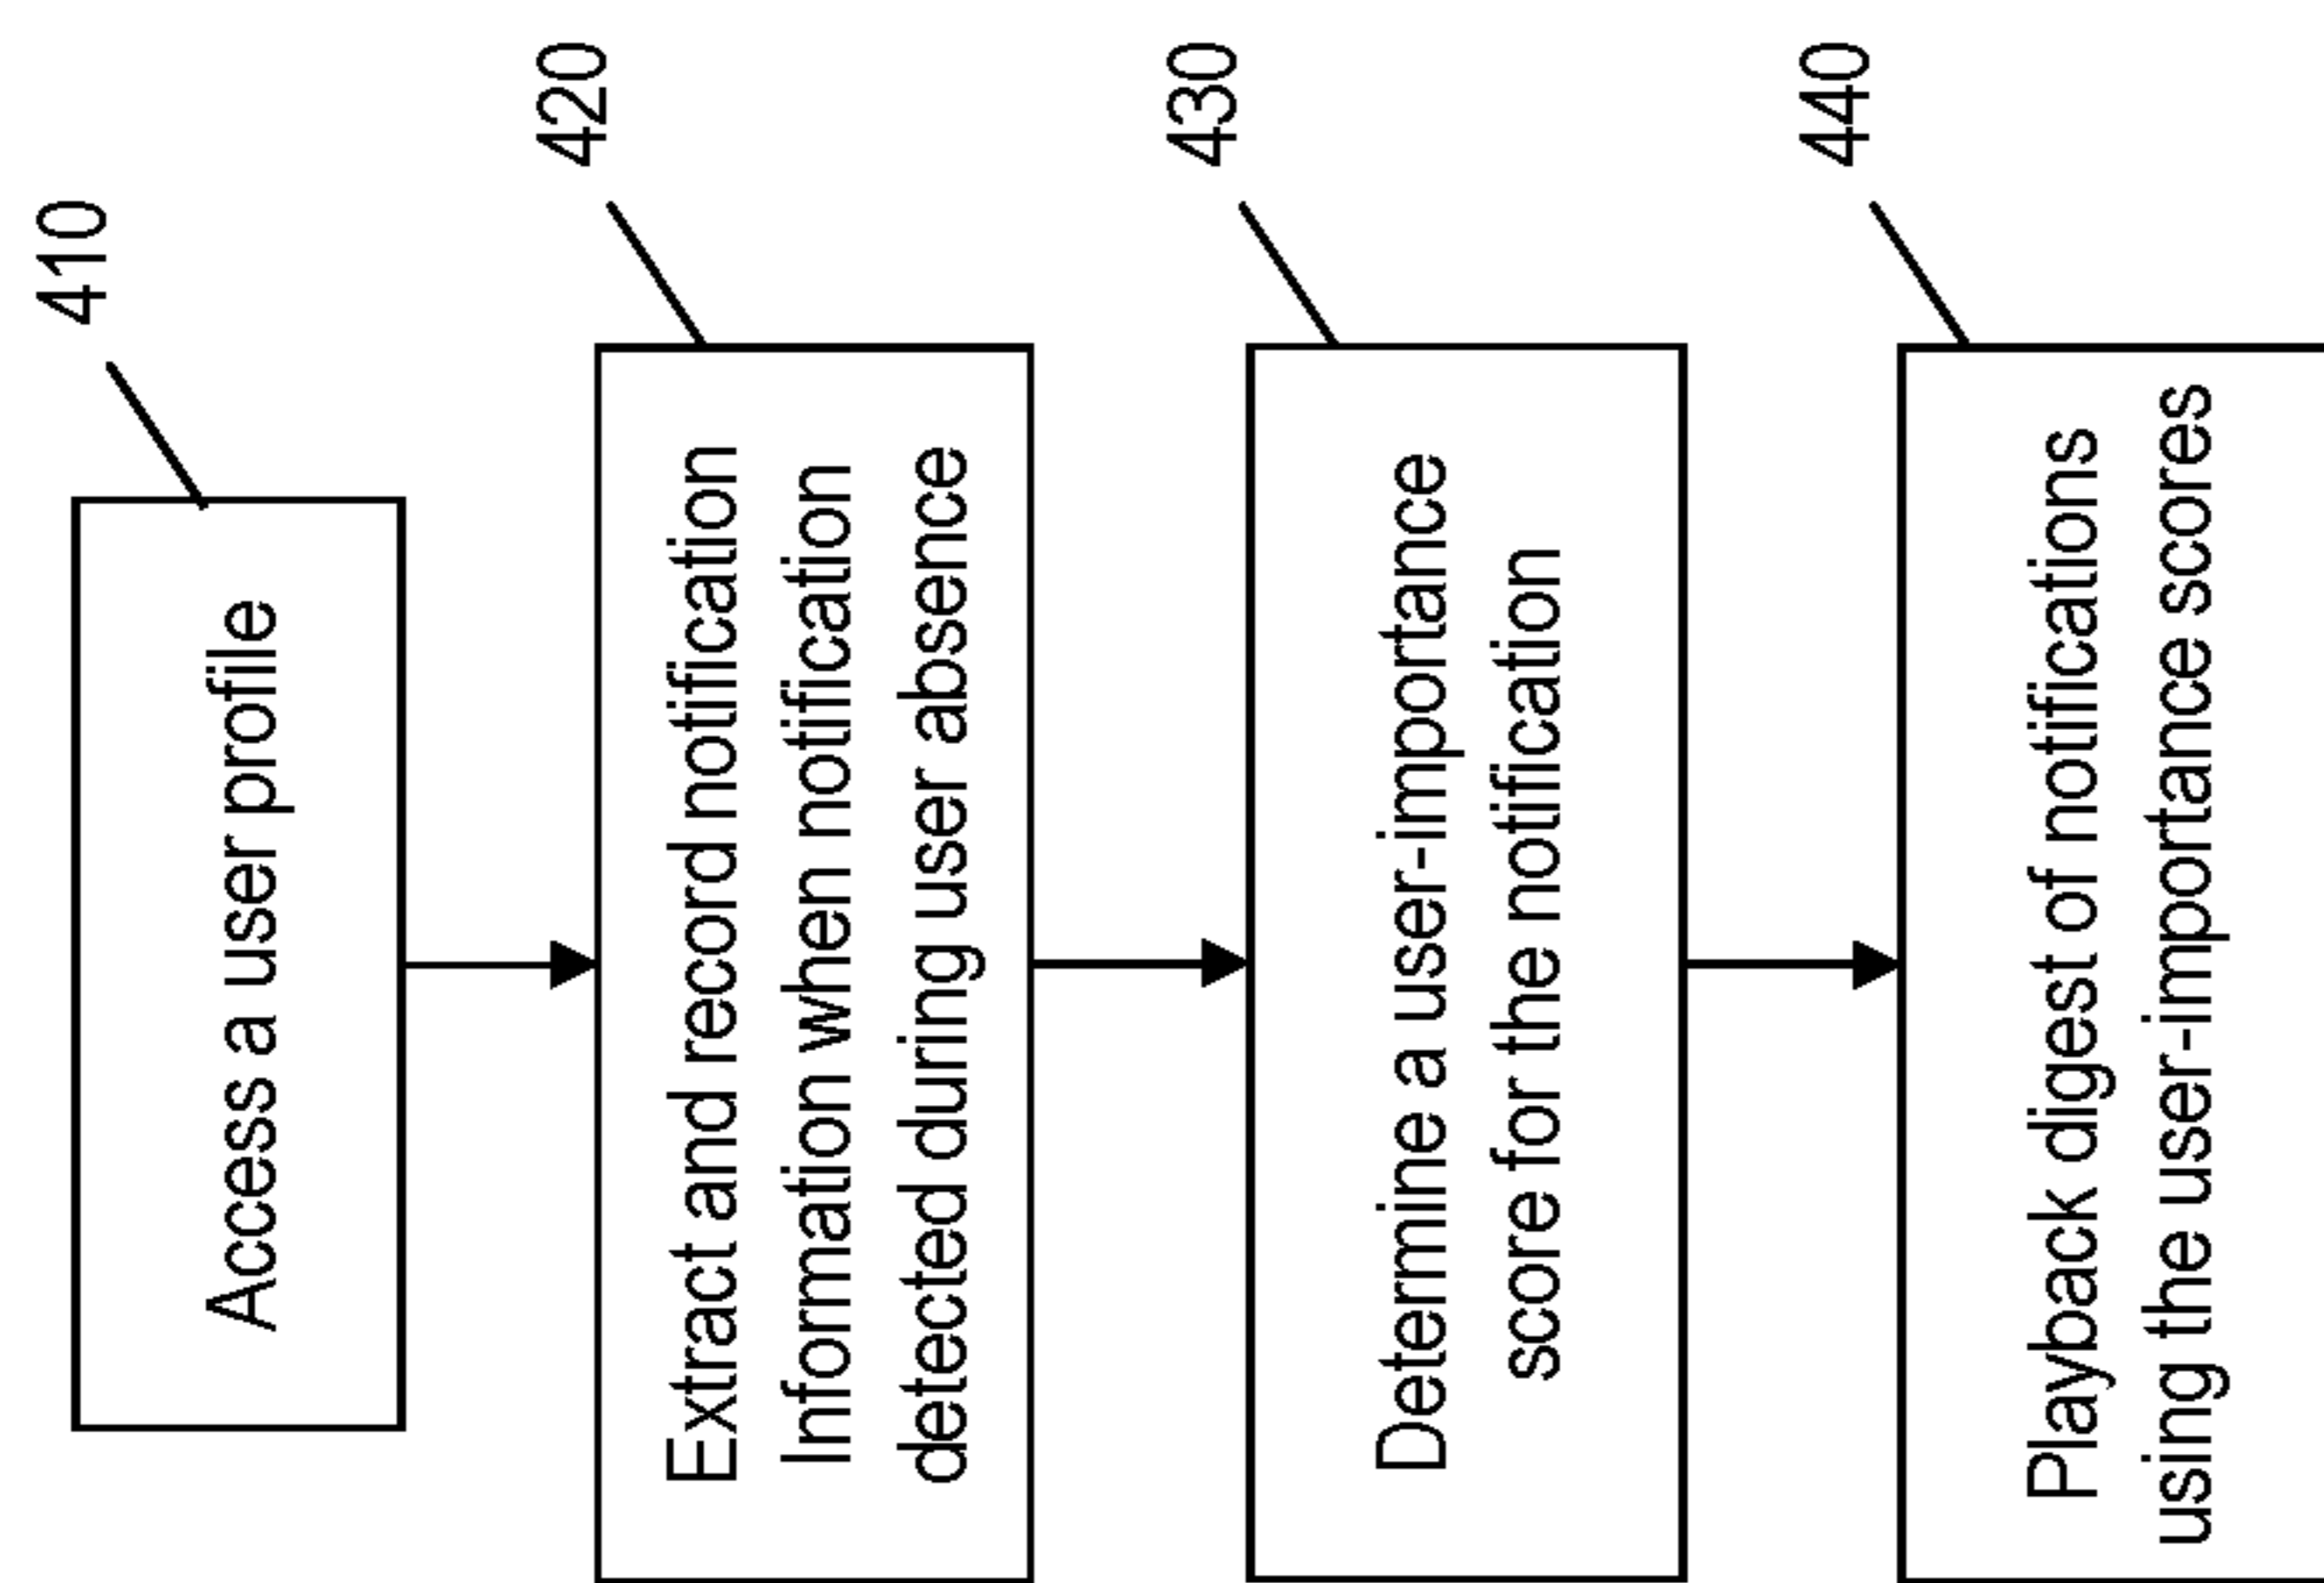 410
Access a user profile
420
Extract and record notification
Information when notification
detected during user absence
430
Determine a user-importance
score for the notification
440
Playback digest of notifications
using the user-importance scores